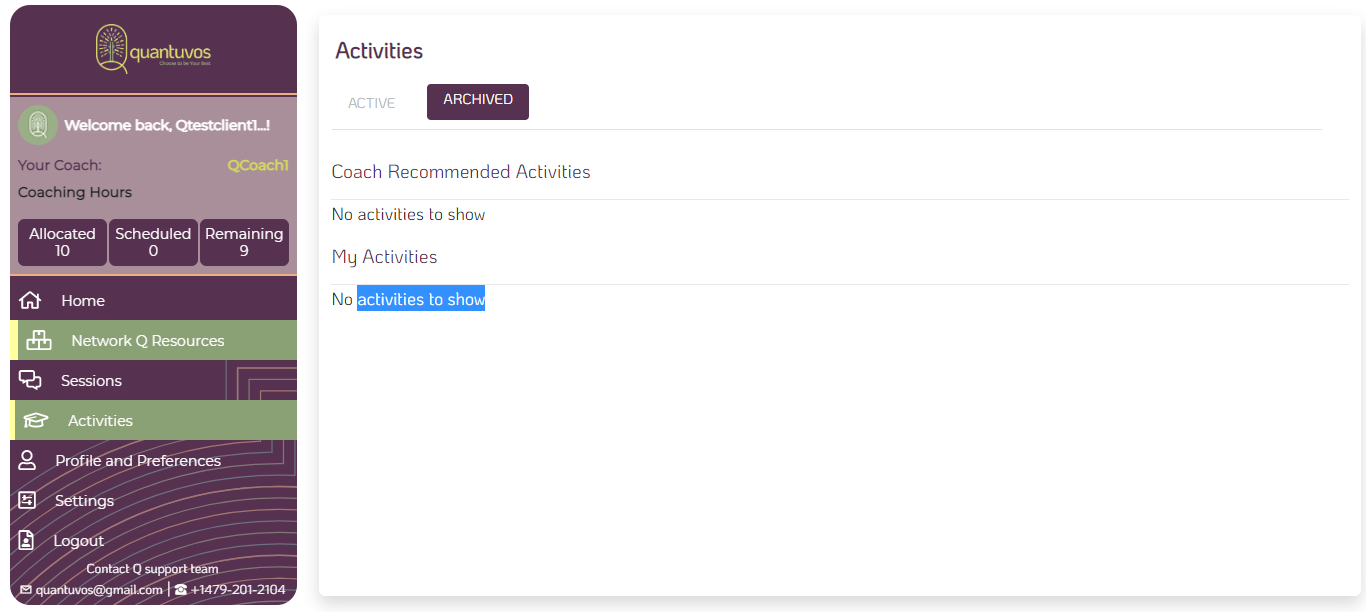 quantuvos
Choose to be Your Best
Welcome back, Qtestclient1...!
Your Coach: QCoach1
Coaching Hours
Allocated Scheduled Remaining
10 0 9
Home
Network Q Resources
Sessions
Activities
Profile and Preferences
Settings
Logout
Contact Q support team
quantuvos@gmail.com | +1479-201-2104
Activities
ACTIVE ARCHIVED
Coach Recommended Activities
No activities to show
My Activities
No activities to show